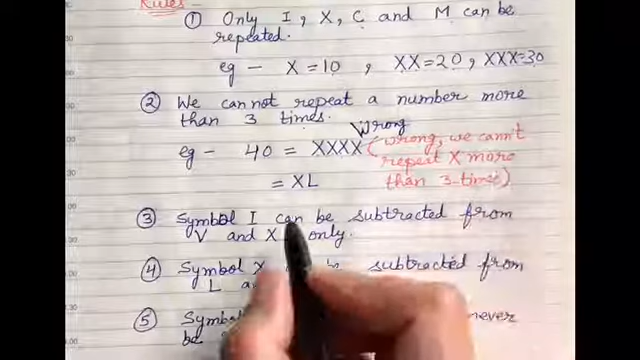 Rules -
① Only I, X, C and M can be
repeated.
eg - X = 10 , XX = 20 , XXX = 30
② We can not repeat a number more
than 3 times.
Wrong
eg - 40 = XXXX (wrong, we cann't
repeat X more
than 3-times)
= XL
③ Symbol I can be subtracted from
V and X only.
④ Symbol X subtracted from
L
⑤ never
be